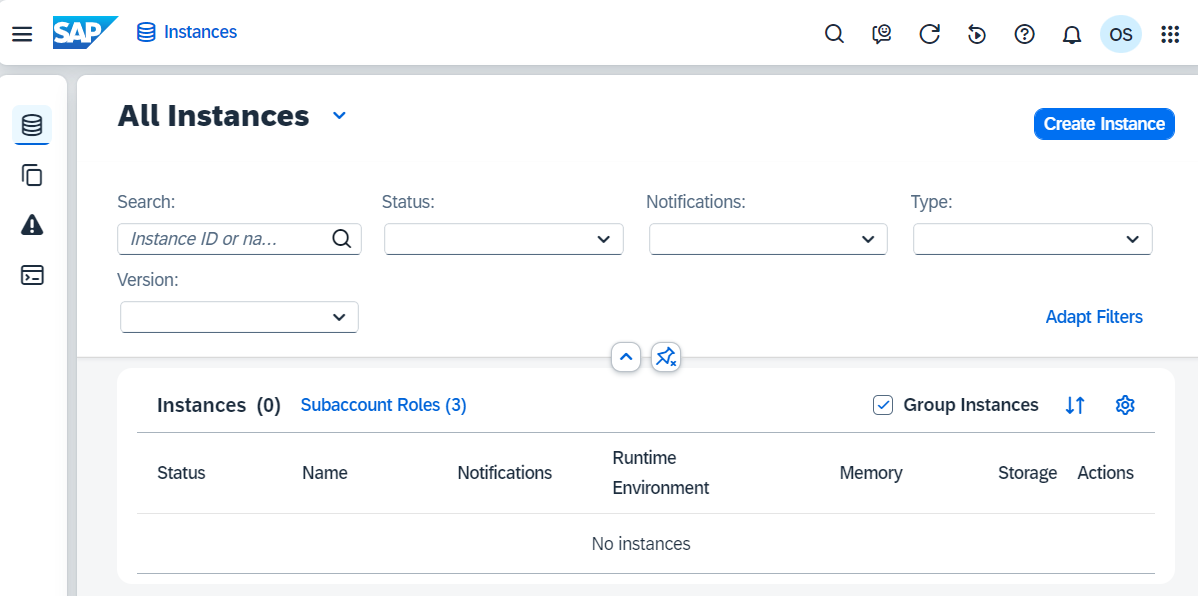 SAP Instances OS
All Instances
Create Instance
Search: Status: Notifications: Type:
Instance ID or na...
Version:
Adapt Filters
Instances (0) Subaccount Roles (3) Group Instances
Status Name Notifications Runtime Environment Memory Storage Actions
No instances